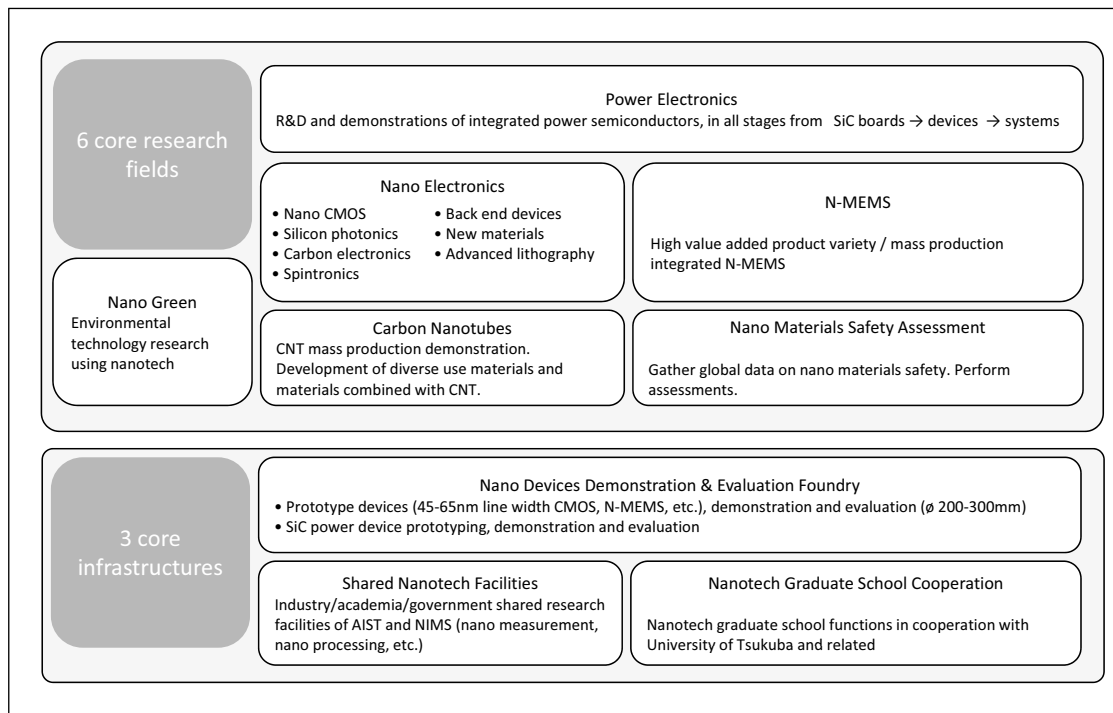 6 core research
fields
Power Electronics
R&D and demonstrations of integrated power semiconductors, in all stages from SiC boards → devices → systems
Nano Electronics
• Nano CMOS
• Silicon photonics
• Carbon electronics
• Spintronics
• Back end devices
• New materials
• Advanced lithography
N-MEMS
High value added product variety / mass production
integrated N-MEMS
Nano Green
Environmental
technology research
using nanotech
Carbon Nanotubes
CNT mass production demonstration.
Development of diverse use materials and
materials combined with CNT.
Nano Materials Safety Assessment
Gather global data on nano materials safety. Perform
assessments.
3 core
infrastructures
Nano Devices Demonstration & Evaluation Foundry
• Prototype devices (45-65nm line width CMOS, N-MEMS, etc.), demonstration and evaluation (ø 200-300mm)
• SiC power device prototyping, demonstration and evaluation
Shared Nanotech Facilities
Industry/academia/government shared research
facilities of AIST and NIMS (nano measurement,
nano processing, etc.)
Nanotech Graduate School Cooperation
Nanotech graduate school functions in cooperation with
University of Tsukuba and related